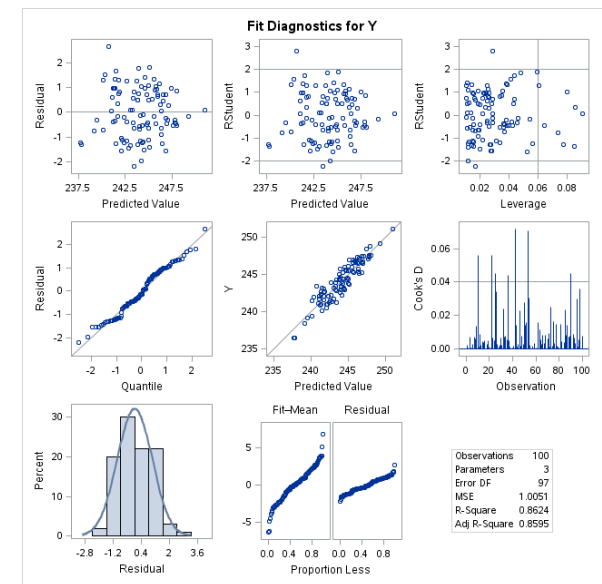 Fit Diagnostics for Y
Residual
2
1
0
-1
-2
237.5 242.5 247.5
Predicted Value
RStudent
3
2
1
0
-1
-2
237.5 242.5 247.5
Predicted Value
RStudent
3
2
1
0
-1
-2
0.02 0.04 0.06 0.08
Leverage
Residual
2
1
0
-1
-2
-2 -1 0 1 2
Quantile
Y
250
245
240
235
235 240 245 250
Predicted Value
Cook's D
0.06
0.04
0.02
0.00
0 20 40 60 80 100
Observation
Percent
30
20
10
0
-2.8 -1.2 0.4 2 3.6
Residual
Fit–Mean Residual
5
0
-5
0.0 0.4 0.8 0.0 0.4 0.8
Proportion Less
Observations 100
Parameters 3
Error DF 97
MSE 1.0051
R-Square 0.8624
Adj R-Square 0.8595